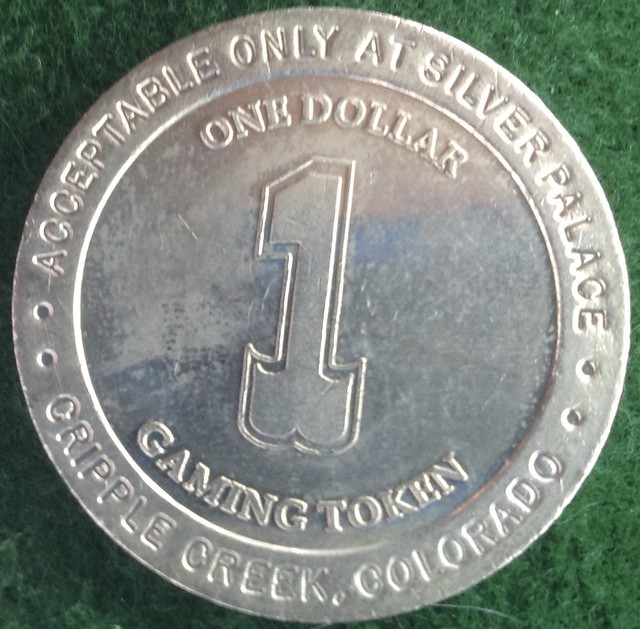 ACCEPTABLE ONLY AT SILVER PALACE
ONE DOLLAR
1
GAMING TOKEN
CRIPPLE CREEK, COLORADO